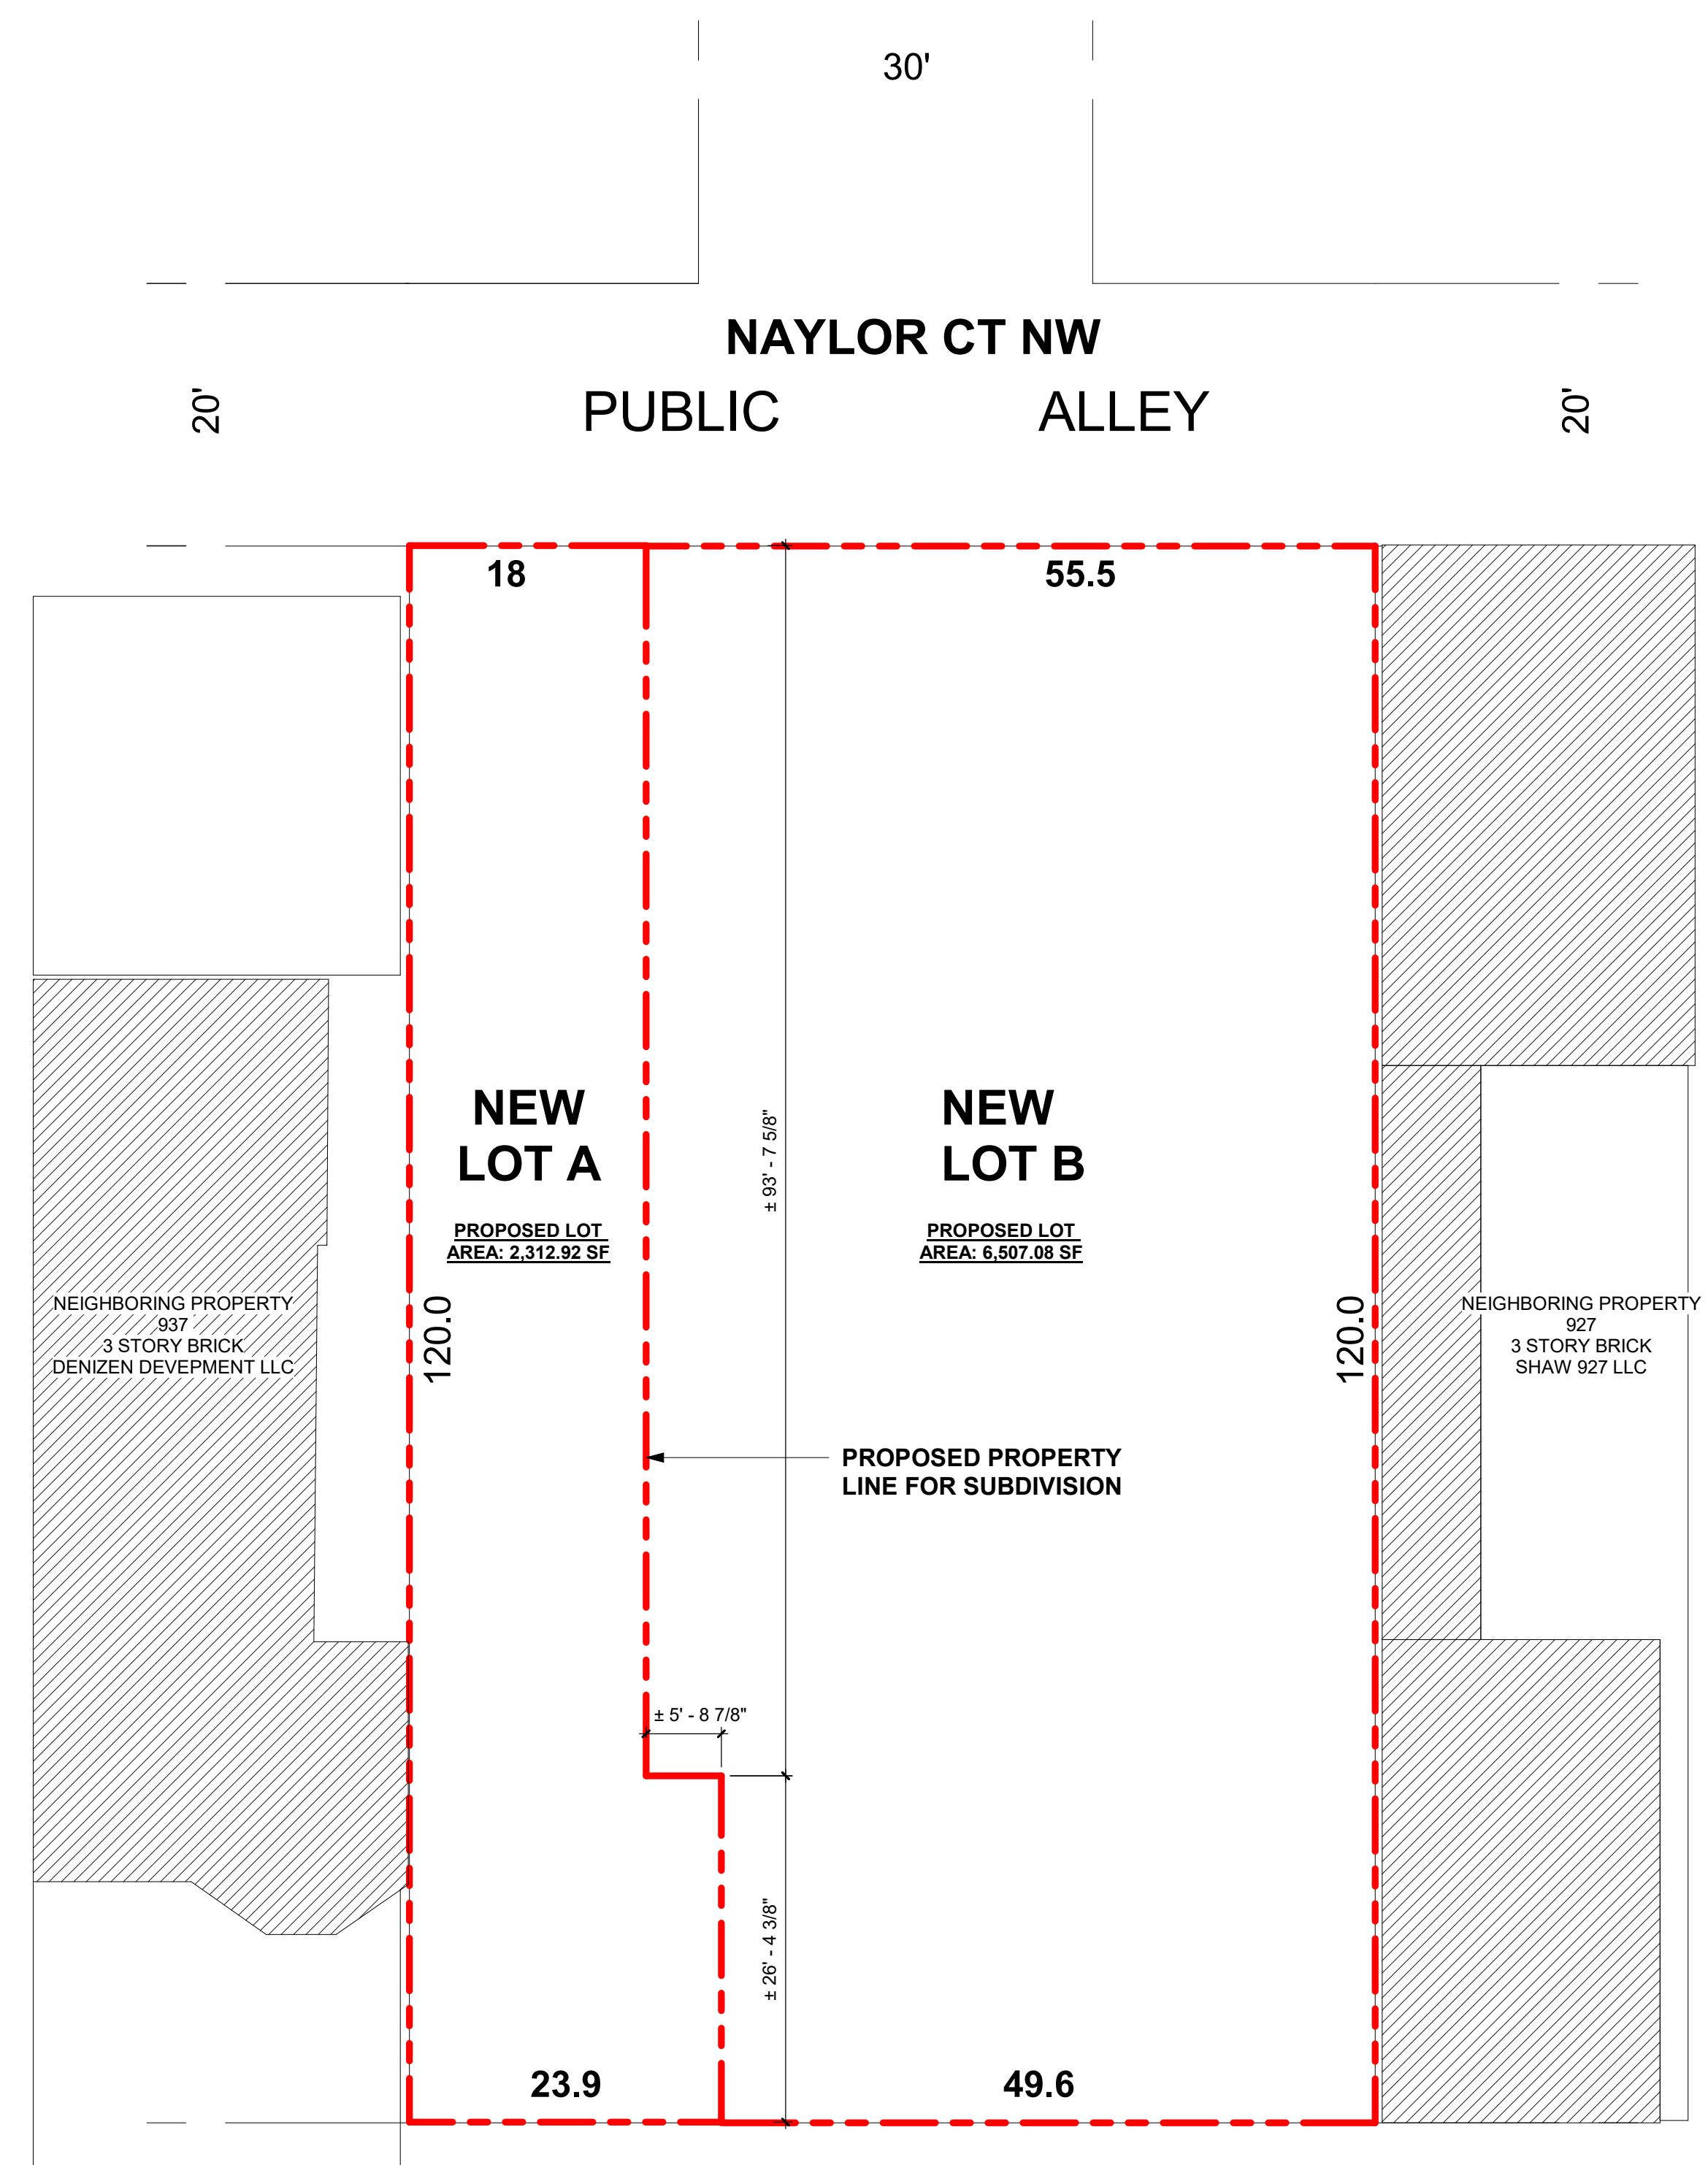 30'
NAYLOR CT NW
20'
PUBLIC ALLEY
20'
18
55.5
NEW
LOT A
PROPOSED LOT
AREA: 2,312.92 SF
± 93' - 7 5/8"
NEW
LOT B
PROPOSED LOT
AREA: 6,507.08 SF
NEIGHBORING PROPERTY
937
3 STORY BRICK
DENIZEN DEVEPMENT LLC
120.0
120.0
NEIGHBORING PROPERTY
927
3 STORY BRICK
SHAW 927 LLC
PROPOSED PROPERTY
LINE FOR SUBDIVISION
± 5' - 8 7/8"
± 26' - 4 3/8"
23.9
49.6